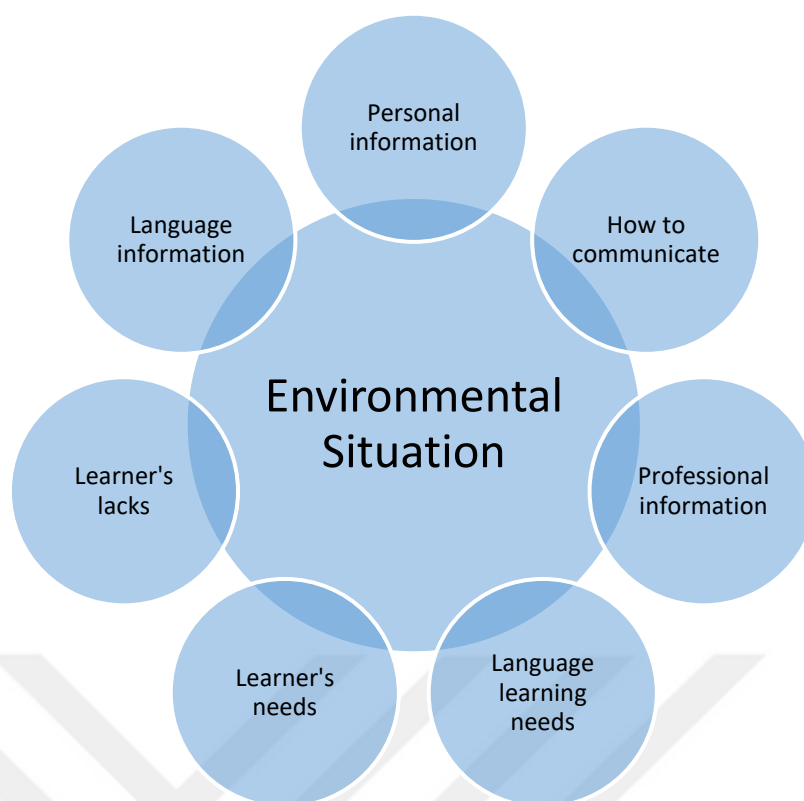 Personal
information
How to
communicate
Professional
information
Language
learning
needs
Learner's
needs
Learner's
lacks
Language
information
Environmental
Situation